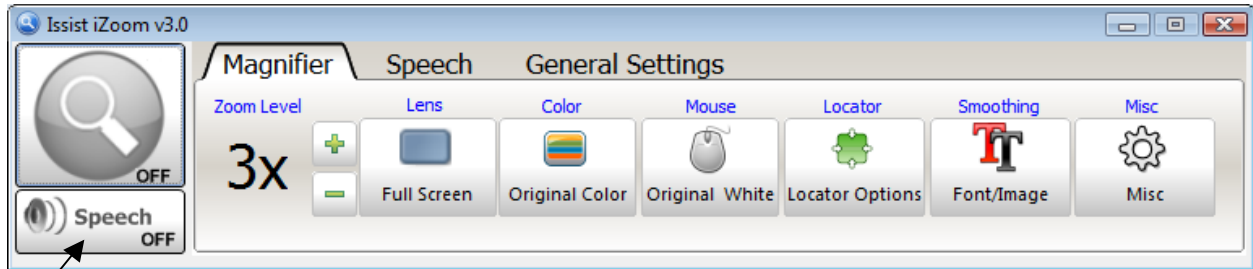 Issist iZoom v3.0
OFF
Speech
OFF
Magnifier Speech General Settings
Zoom Level Lens Color Mouse Locator Smoothing Misc
3x
Full Screen Original Color Original White Locator Options Font/Image Misc